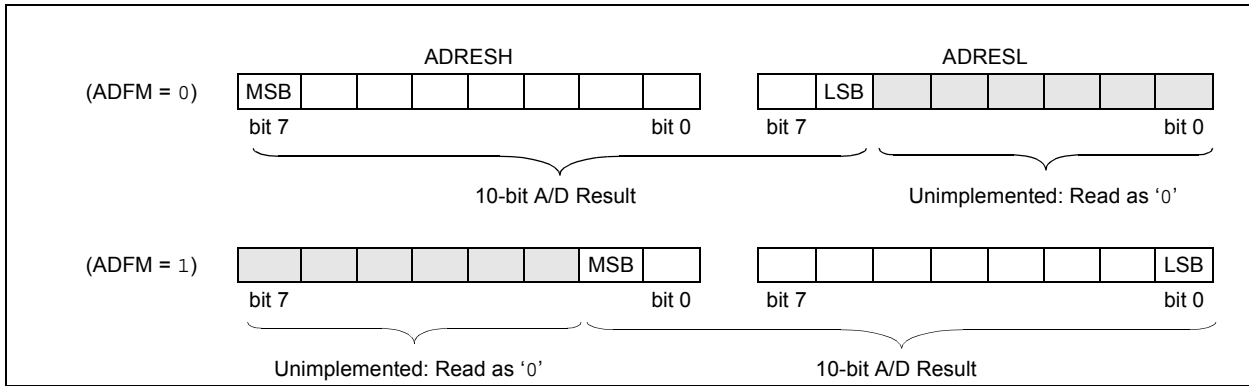 ADRESH ADRESL
(ADFM = 0) MSB LSB
bit 7 bit 0 bit 7 bit 0
10-bit A/D Result Unimplemented: Read as ‘0’
(ADFM = 1) MSB LSB
bit 7 bit 0 bit 7 bit 0
Unimplemented: Read as ‘0’ 10-bit A/D Result